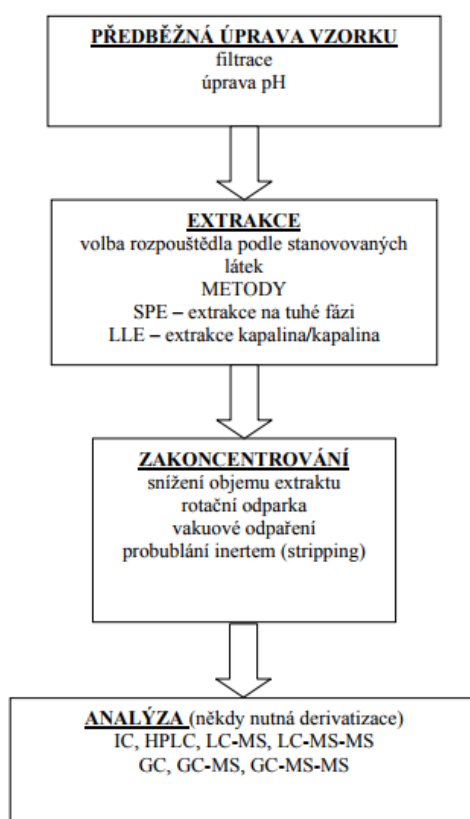 PŘEDBĚŽNÁ ÚPRAVA VZORKU
filtrace
úprava pH
EXTRAKCE
volba rozpouštědla podle stanovovaných
látek
METODY
SPE – extrakce na tuhé fázi
LLE – extrakce kapalina/kapalina
ZAKONCENTROVÁNÍ
snížení objemu extraktu
rotační odparka
vakuové odpaření
probublání inertem (stripping)
ANALÝZA (někdy nutná derivatizace)
IC, HPLC, LC-MS, LC-MS-MS
GC, GC-MS, GC-MS-MS